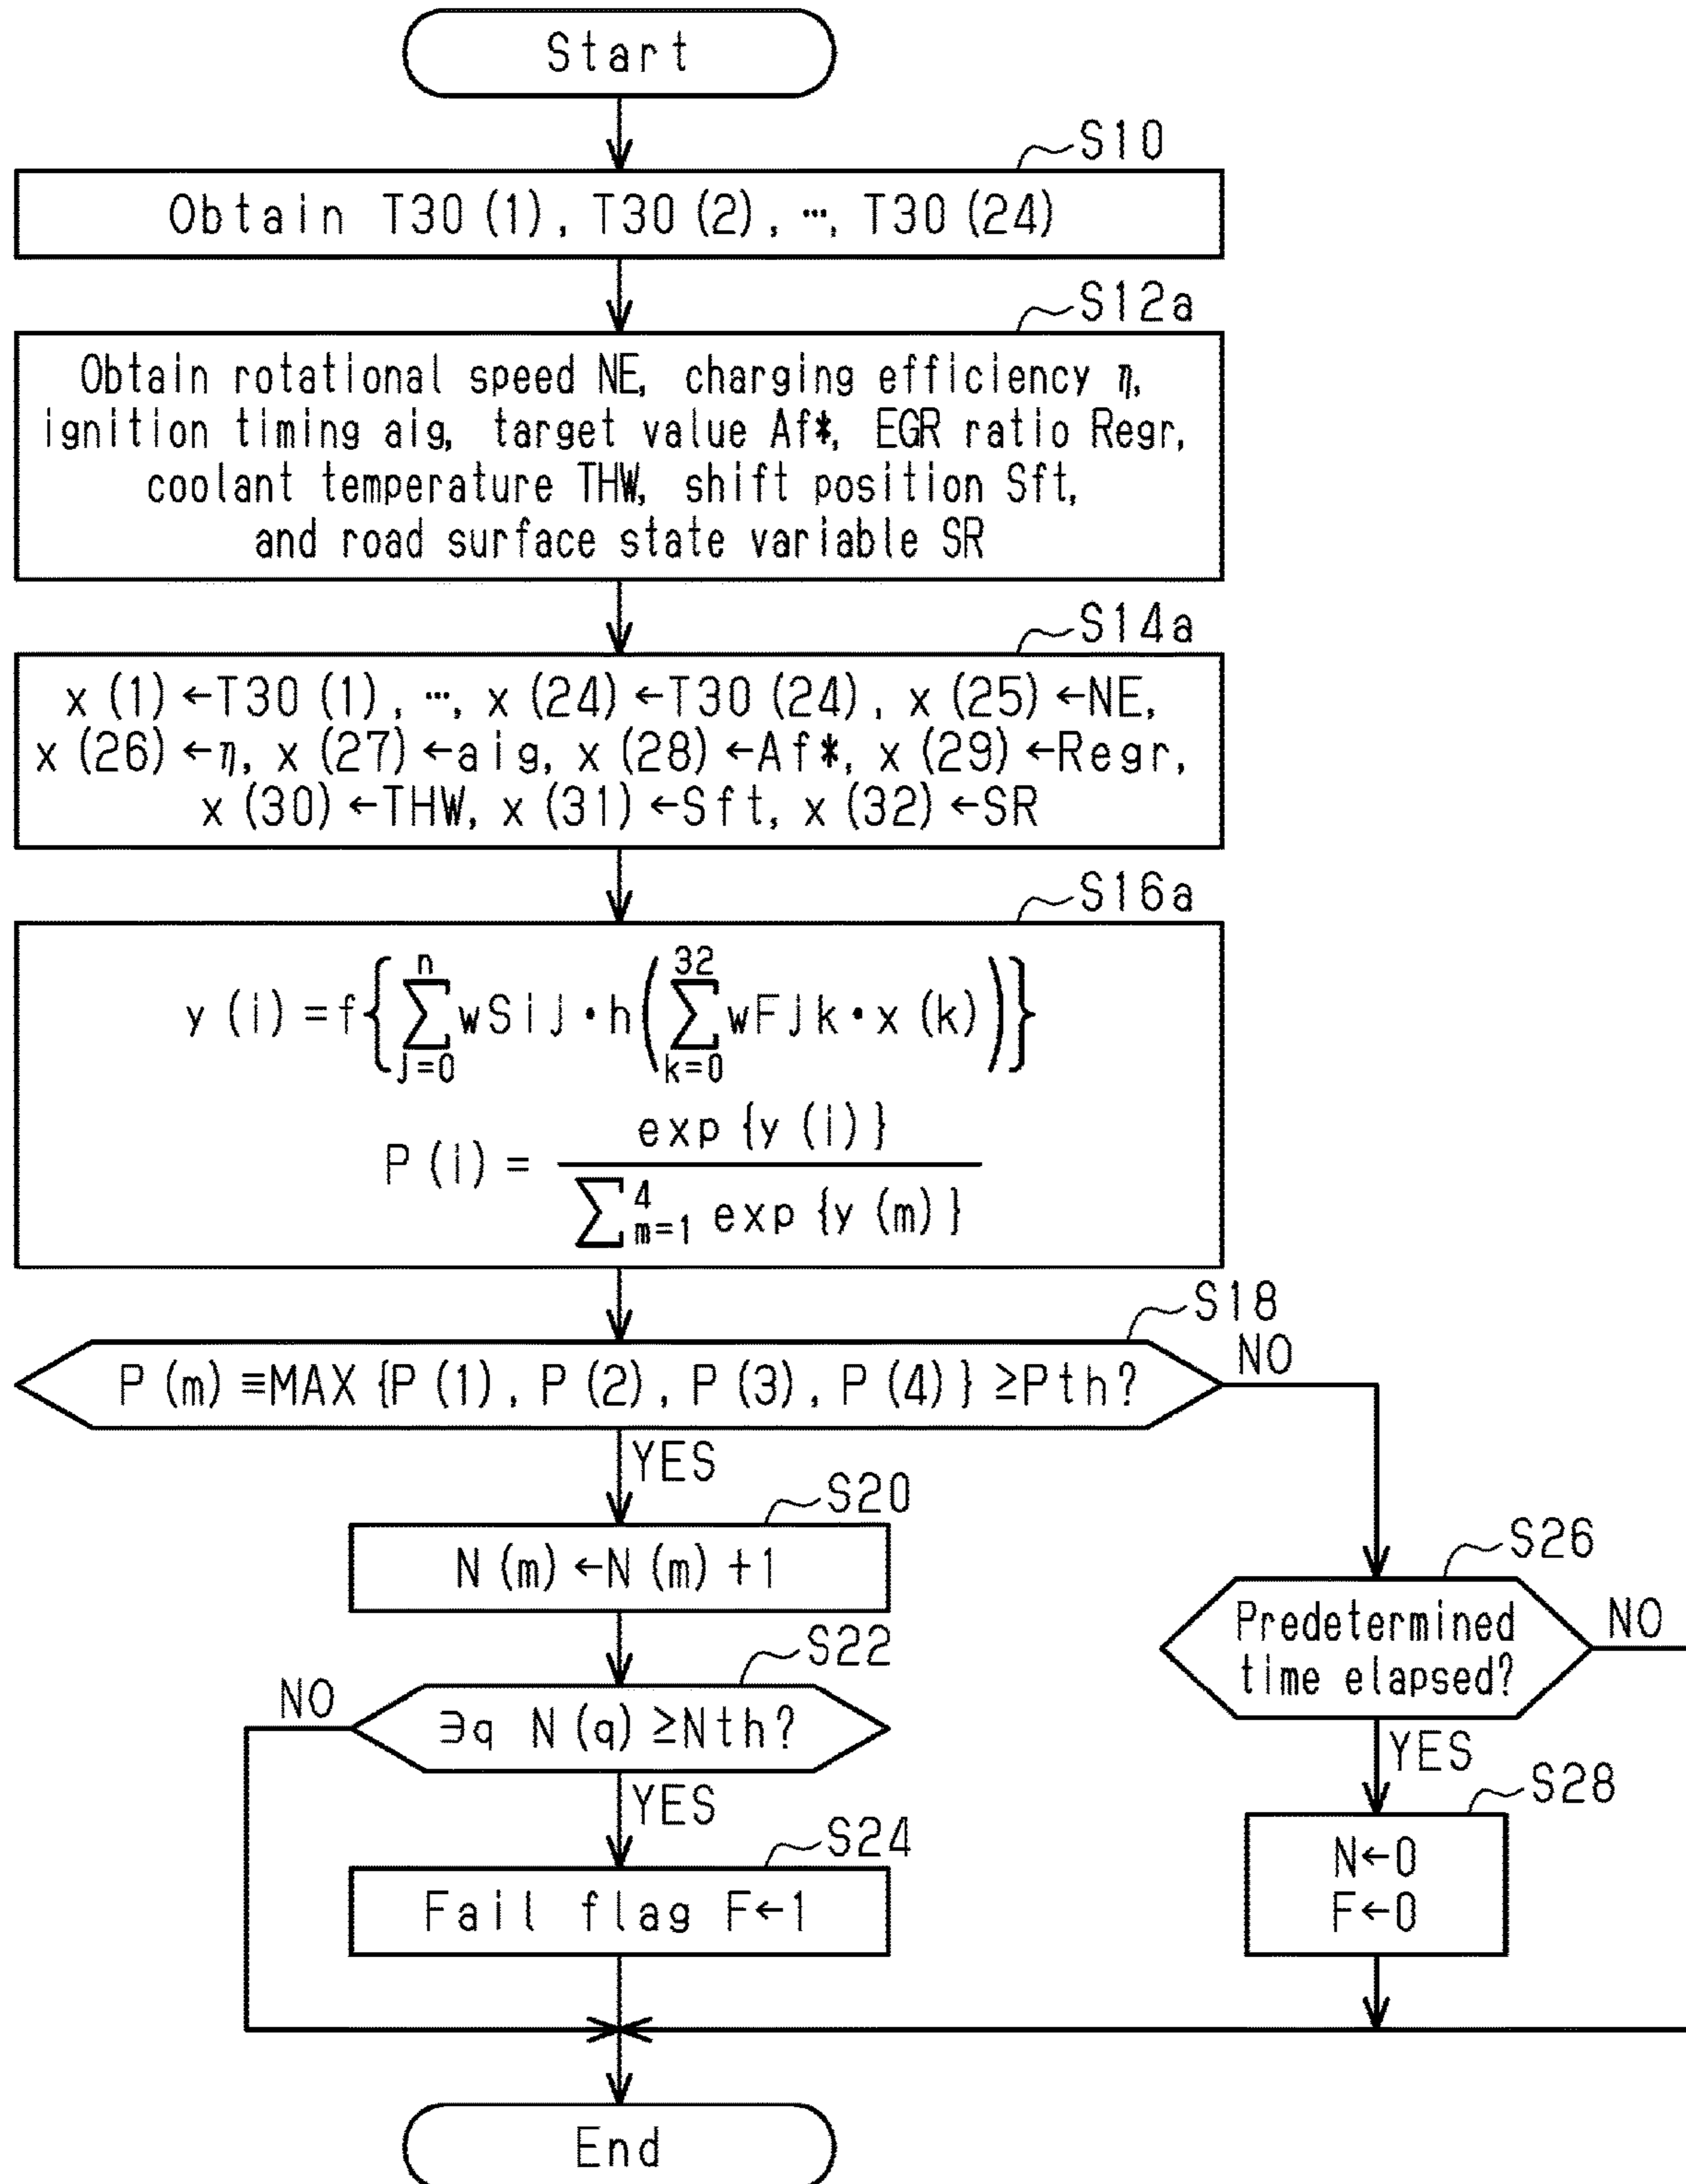 Start
S10
Obtain T30 (1), T30 (2), ···, T30 (24)
S12a
Obtain rotational speed NE, charging efficiency η,
ignition timing aig, target value Af*, EGR ratio Regr,
coolant temperature THW, shift position Sft,
and road surface state variable SR
S14a
x (1) ←T30 (1), ···, x (24) ←T30 (24), x (25) ←NE,
x (26) ←η, x (27) ←aig, x (28) ←Af*, x (29) ←Regr,
x (30) ←THW, x (31) ←Sft, x (32) ←SR
S16a
y (i) = f{∑_{j=0}^{n} wSij・h(∑_{k=0}^{32} wFjk・x (k))}
P (i) = exp {y (i)} / ∑_{m=1}^{4} exp {y (m)}
S18
P (m) ≡MAX {P (1), P (2), P (3), P (4)} ≥Pth?
NO
YES
S20
N (m) ←N (m) +1
S22
∃q N (q) ≥Nth?
NO
YES
S24
Fail flag F←1
S26
Predetermined
time elapsed?
NO
YES
S28
N←0
F←0
End